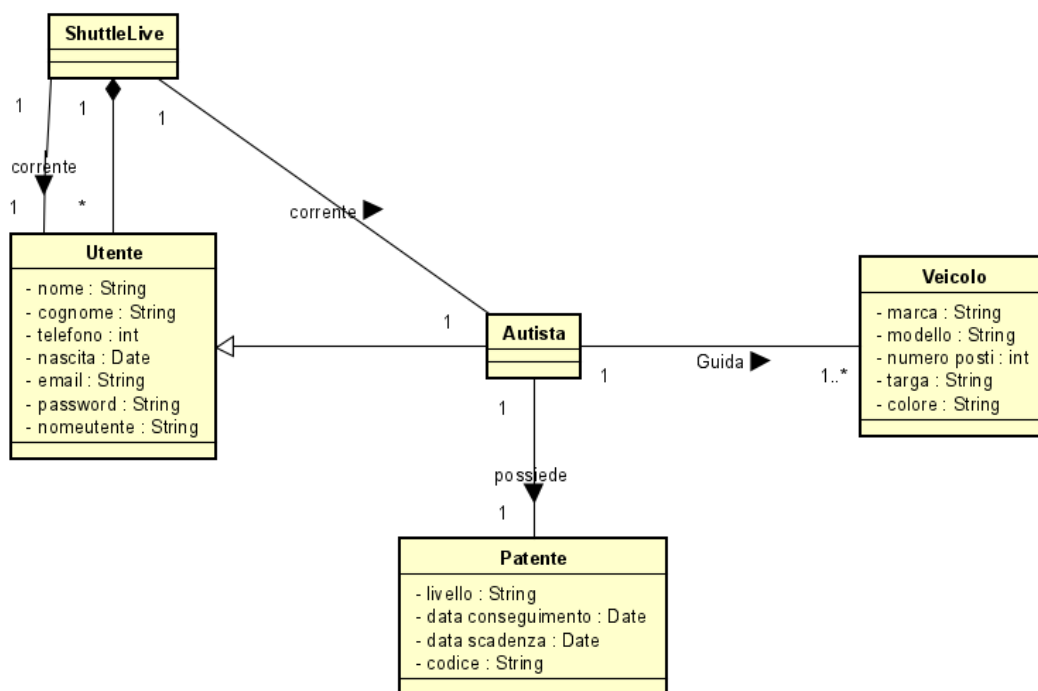 ShuttleLive
1
1
1
corrente
1
*
corrente
Utente
- nome : String
- cognome : String
- telefono : int
- nascita : Date
- email : String
- password : String
- nomeutente : String
1
Autista
1
Guida
1..*
Veicolo
- marca : String
- modello : String
- numero posti : int
- targa : String
- colore : String
1
possiede
1
Patente
- livello : String
- data conseguimento : Date
- data scadenza : Date
- codice : String